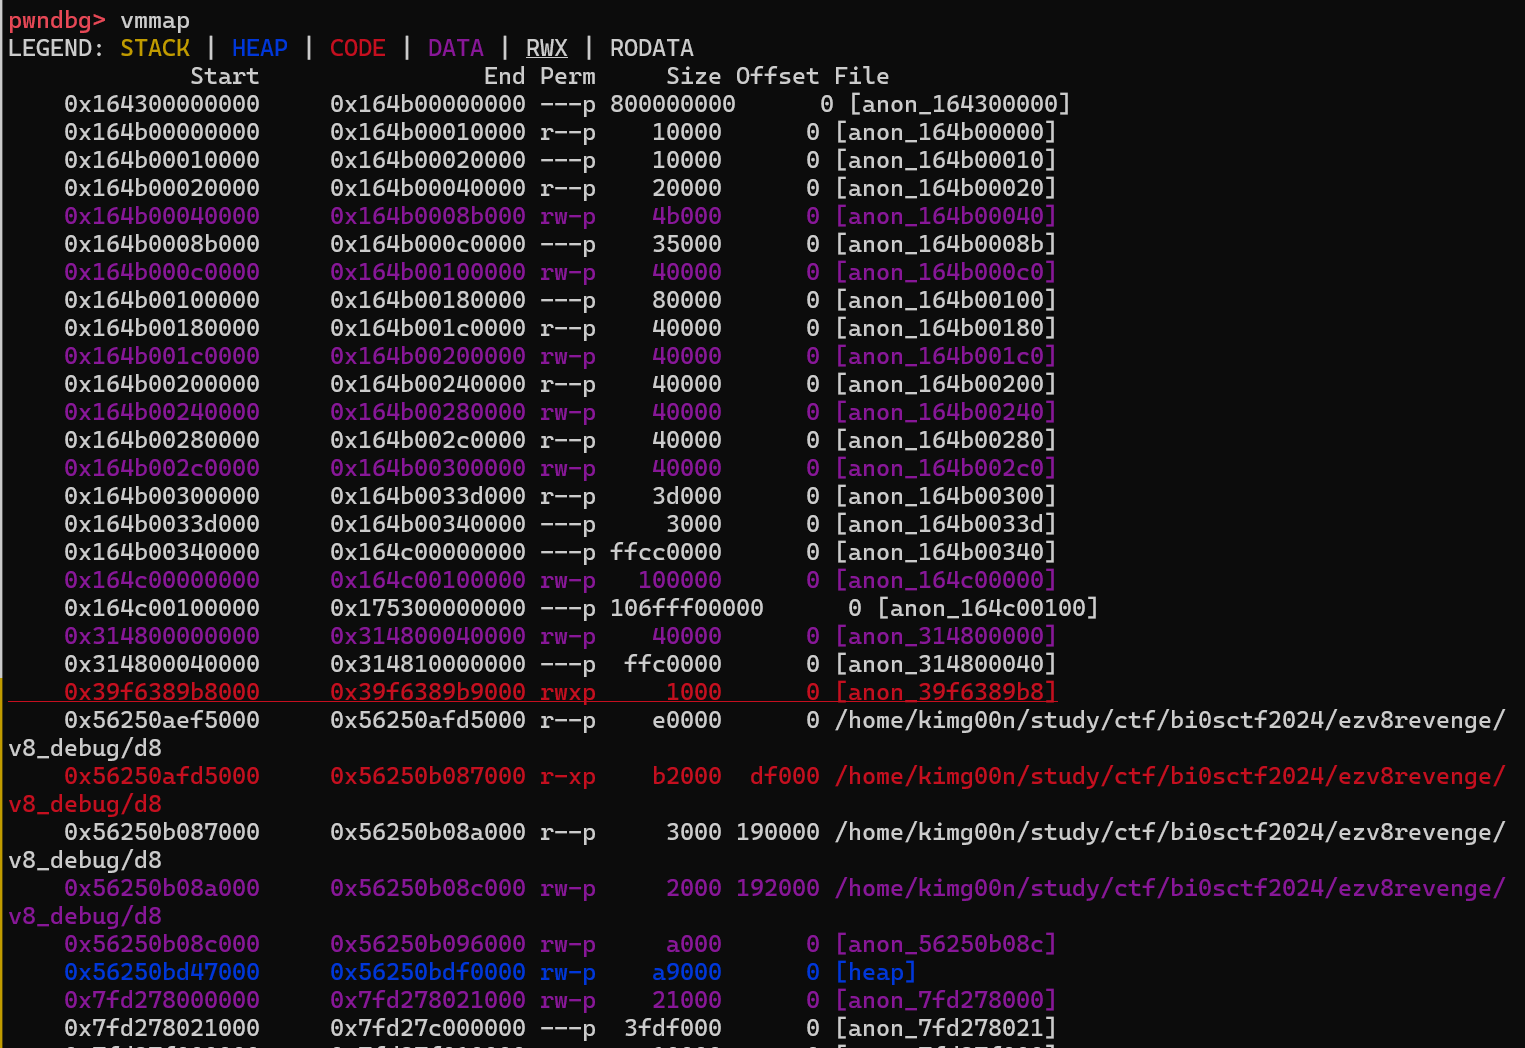 pwndbg> vmmap
LEGEND: STACK | HEAP | CODE | DATA | RWX | RODATA
Start End Perm Size Offset File
0x164300000000 0x164b00000000 ---p 800000000 0 [anon_164300000]
0x164b00000000 0x164b00010000 r--p 10000 0 [anon_164b00000]
0x164b00010000 0x164b00020000 ---p 10000 0 [anon_164b00010]
0x164b00020000 0x164b00040000 r--p 20000 0 [anon_164b00020]
0x164b00040000 0x164b0008b000 rw-p 4b000 0 [anon_164b00040]
0x164b0008b000 0x164b000c0000 ---p 35000 0 [anon_164b0008b]
0x164b000c0000 0x164b00100000 rw-p 40000 0 [anon_164b000c0]
0x164b00100000 0x164b00180000 ---p 80000 0 [anon_164b00100]
0x164b00180000 0x164b001c0000 r--p 40000 0 [anon_164b00180]
0x164b001c0000 0x164b00200000 rw-p 40000 0 [anon_164b001c0]
0x164b00200000 0x164b00240000 r--p 40000 0 [anon_164b00200]
0x164b00240000 0x164b00280000 rw-p 40000 0 [anon_164b00240]
0x164b00280000 0x164b002c0000 r--p 40000 0 [anon_164b00280]
0x164b002c0000 0x164b00300000 rw-p 40000 0 [anon_164b002c0]
0x164b00300000 0x164b0033d000 r--p 3d000 0 [anon_164b00300]
0x164b0033d000 0x164b00340000 ---p 3000 0 [anon_164b0033d]
0x164b00340000 0x164c00000000 ---p ffcc0000 0 [anon_164b00340]
0x164c00000000 0x164c00100000 rw-p 100000 0 [anon_164c00000]
0x164c00100000 0x175300000000 ---p 106fff00000 0 [anon_164c00100]
0x314800000000 0x314800040000 rw-p 40000 0 [anon_314800000]
0x314800040000 0x314810000000 ---p ffc0000 0 [anon_314800040]
0x39f6389b8000 0x39f6389b9000 rwxp 1000 0 [anon_39f6389b8]
0x56250aef5000 0x56250afd5000 r--p e0000 0 /home/kimg00n/study/ctf/bi0sctf2024/ezv8revenge/
v8_debug/d8
0x56250afd5000 0x56250b087000 r-xp b2000 df000 /home/kimg00n/study/ctf/bi0sctf2024/ezv8revenge/
v8_debug/d8
0x56250b087000 0x56250b08a000 r--p 3000 190000 /home/kimg00n/study/ctf/bi0sctf2024/ezv8revenge/
v8_debug/d8
0x56250b08a000 0x56250b08c000 rw-p 2000 192000 /home/kimg00n/study/ctf/bi0sctf2024/ezv8revenge/
v8_debug/d8
0x56250b08c000 0x56250b096000 rw-p a000 0 [anon_56250b08c]
0x56250bd47000 0x56250bdf0000 rw-p a9000 0 [heap]
0x7fd278000000 0x7fd278021000 rw-p 21000 0 [anon_7fd278000]
0x7fd278021000 0x7fd27c000000 ---p 3fdf000 0 [anon_7fd278021]